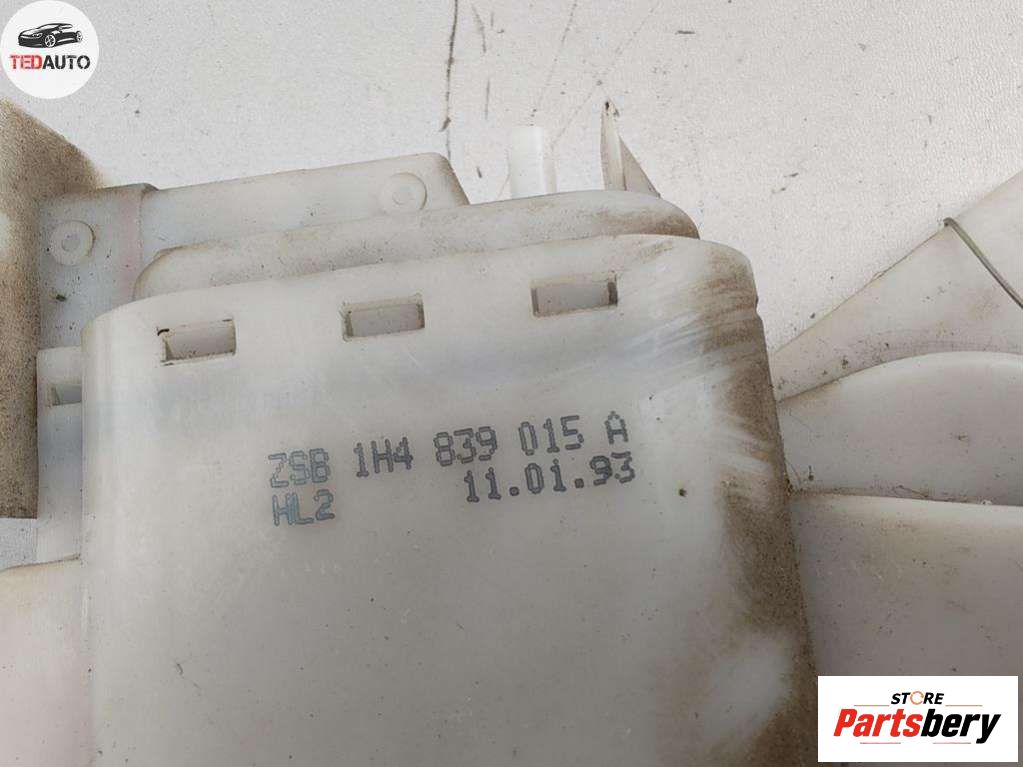 TEDAUTO
ZSB 1H4 839 015 A
HL2 11.01.93
STORE
Partsbery